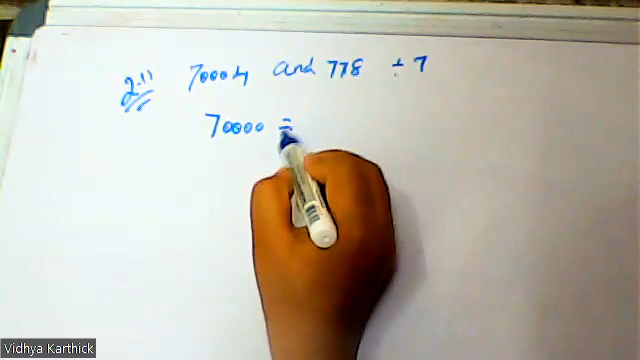 2.11 70004 and 778 ÷ 7
70000 =
Vidhya Karthick